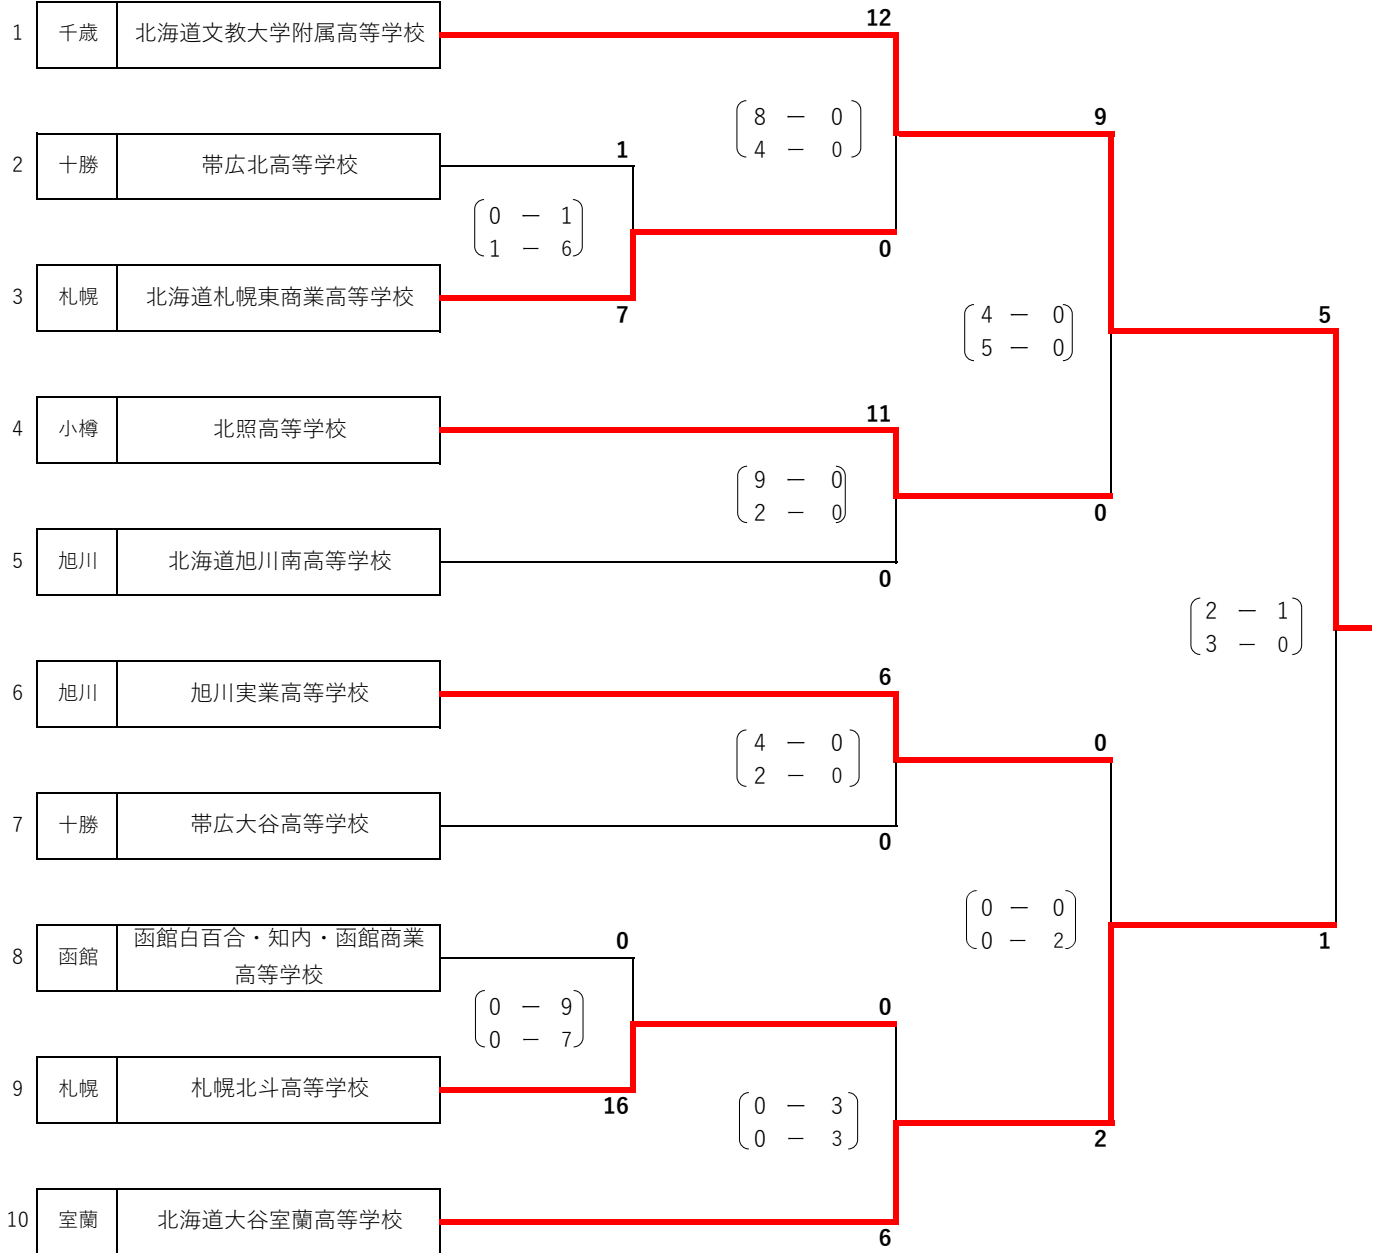 1 千歳 北海道文教大学附属高等学校 12
8 － 0 9
2 十勝 帯広北高等学校 1 4 － 0
0 － 1
1 － 6 0
3 札幌 北海道札幌東商業高等学校 7
4 － 0 5
5 － 0
4 小樽 北照高等学校 11
9 － 0
2 － 0 0
5 旭川 北海道旭川南高等学校 0
2 － 1
3 － 0
6 旭川 旭川実業高等学校 6
4 － 0 0
2 － 0
7 十勝 帯広大谷高等学校 0
0 － 0
函館白百合・知内・函館商業 0 0 － 2 1
8 函館
高等学校
0 － 9 0
0 － 7
9 札幌 札幌北斗高等学校 16 0 － 3
0 － 3 2
10 室蘭 北海道大谷室蘭高等学校 6